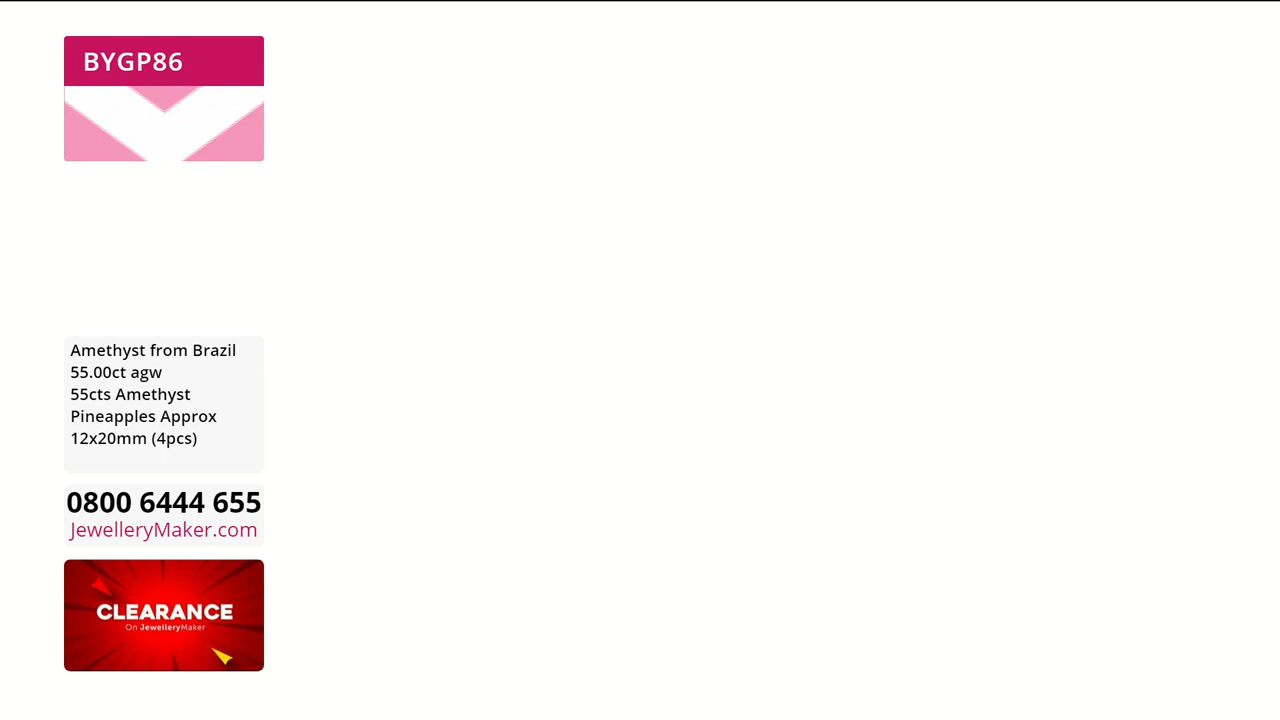 BYGP86
Amethyst from Brazil
55.00ct agw
55cts Amethyst
Pineapples Approx
12x20mm (4pcs)
0800 6444 655
JewelleryMaker.com
CLEARANCE
On JewelleryMaker